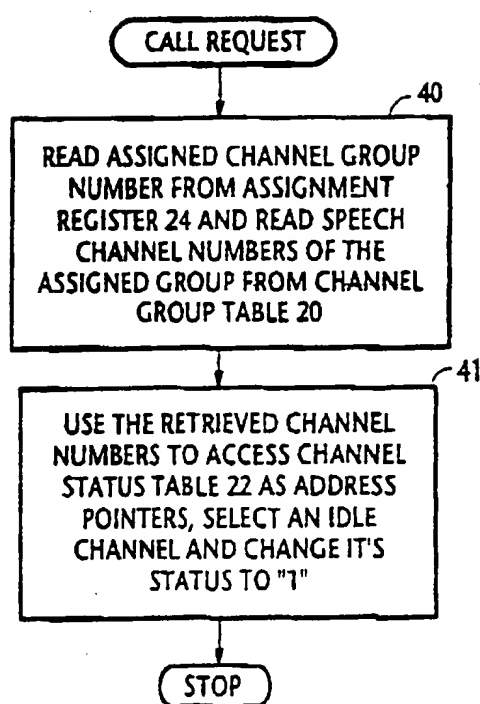 CALL REQUEST
40
READ ASSIGNED CHANNEL GROUP
NUMBER FROM ASSIGNMENT
REGISTER 24 AND READ SPEECH
CHANNEL NUMBERS OF THE
ASSIGNED GROUP FROM CHANNEL
GROUP TABLE 20
41
USE THE RETRIEVED CHANNEL
NUMBERS TO ACCESS CHANNEL
STATUS TABLE 22 AS ADDRESS
POINTERS, SELECT AN IDLE
CHANNEL AND CHANGE IT'S
STATUS TO "1"
STOP